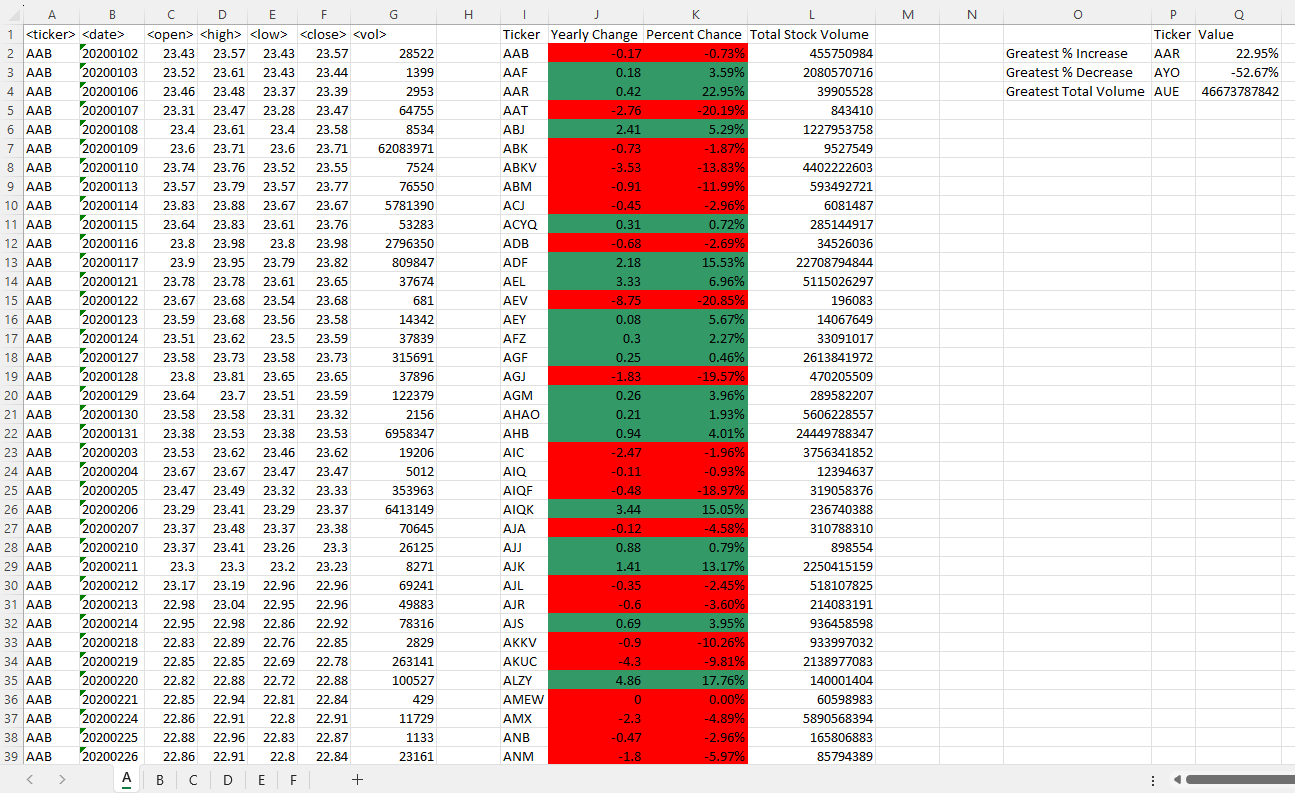 A B C D E F G H I J K L M N O P Q
1 <ticker> <date> <open> <high> <low> <close> <vol> Ticker Yearly Change Percent Chance Total Stock Volume Ticker Value
2 AAB 20200102 23.43 23.57 23.43 23.57 28522 AAB -0.17 -0.73% 455750984 Greatest % Increase AAR 22.95%
3 AAB 20200103 23.52 23.61 23.43 23.44 1399 AAF 0.18 3.59% 2080570716 Greatest % Decrease AYO -52.67%
4 AAB 20200106 23.46 23.48 23.37 23.39 2953 AAR 0.42 22.95% 39905528 Greatest Total Volume AUE 46673787842
5 AAB 20200107 23.31 23.47 23.28 23.47 64755 AAT -2.76 -20.19% 843410
6 AAB 20200108 23.4 23.61 23.4 23.58 8534 ABJ 2.41 5.29% 1227953758
7 AAB 20200109 23.6 23.71 23.6 23.71 62083971 ABK -0.73 -1.87% 9527549
8 AAB 20200110 23.74 23.76 23.52 23.55 7524 ABKV -3.53 -13.83% 4402222603
9 AAB 20200113 23.57 23.79 23.57 23.77 76550 ABM -0.91 -11.99% 593492721
10 AAB 20200114 23.83 23.88 23.67 23.67 5781390 ACJ -0.45 -2.96% 6081487
11 AAB 20200115 23.64 23.83 23.61 23.76 53283 ACYQ 0.31 0.72% 285144917
12 AAB 20200116 23.8 23.98 23.8 23.98 2796350 ADB -0.68 -2.69% 34526036
13 AAB 20200117 23.9 23.95 23.79 23.82 809847 ADF 2.18 15.53% 22708794844
14 AAB 20200121 23.78 23.78 23.61 23.65 37674 AEL 3.33 6.96% 5115026297
15 AAB 20200122 23.67 23.68 23.54 23.68 681 AEV -8.75 -20.85% 196083
16 AAB 20200123 23.59 23.68 23.56 23.58 14342 AEY 0.08 5.67% 14067649
17 AAB 20200124 23.51 23.62 23.5 23.59 37839 AFZ 0.3 2.27% 33091017
18 AAB 20200127 23.58 23.73 23.58 23.73 315691 AGF 0.25 0.46% 2613841972
19 AAB 20200128 23.8 23.81 23.65 23.65 37896 AGJ -1.83 -19.57% 470205509
20 AAB 20200129 23.64 23.7 23.51 23.59 122379 AGM 0.26 3.96% 289582207
21 AAB 20200130 23.58 23.58 23.31 23.32 2156 AHAO 0.21 1.93% 5606228557
22 AAB 20200131 23.38 23.53 23.38 23.53 6958347 AHB 0.94 4.01% 24449788347
23 AAB 20200203 23.53 23.62 23.46 23.62 19206 AIC -2.47 -1.96% 3756341852
24 AAB 20200204 23.67 23.67 23.47 23.47 5012 AIQ -0.11 -0.93% 12394637
25 AAB 20200205 23.47 23.49 23.32 23.33 353963 AIQF -0.48 -18.97% 319058376
26 AAB 20200206 23.29 23.41 23.29 23.37 6413149 AIQK 3.44 15.05% 236740388
27 AAB 20200207 23.37 23.48 23.37 23.38 70645 AJA -0.12 -4.58% 310788310
28 AAB 20200210 23.37 23.41 23.26 23.3 26125 AJJ 0.88 0.79% 898554
29 AAB 20200211 23.3 23.3 23.2 23.23 8271 AJK 1.41 13.17% 2250415159
30 AAB 20200212 23.17 23.19 22.96 22.96 69241 AJL -0.35 -2.45% 518107825
31 AAB 20200213 22.98 23.04 22.95 22.96 49883 AJR -0.6 -3.60% 214083191
32 AAB 20200214 22.95 22.98 22.86 22.92 78316 AJS 0.69 3.95% 936458598
33 AAB 20200218 22.83 22.89 22.76 22.85 2829 AKKV -0.9 -10.26% 933997032
34 AAB 20200219 22.85 22.85 22.69 22.78 263141 AKUC -4.3 -9.81% 2138977083
35 AAB 20200220 22.82 22.88 22.72 22.88 100527 ALZY 4.86 17.76% 140001404
36 AAB 20200221 22.85 22.94 22.81 22.84 429 AMEW 0 0.00% 60598983
37 AAB 20200224 22.86 22.91 22.8 22.91 11729 AMX -2.3 -4.89% 5890568394
38 AAB 20200225 22.88 22.96 22.83 22.87 1133 ANB -0.47 -2.96% 165806883
39 AAB 20200226 22.86 22.91 22.8 22.84 23161 ANM -1.8 -5.97% 85794389
A B C D E F